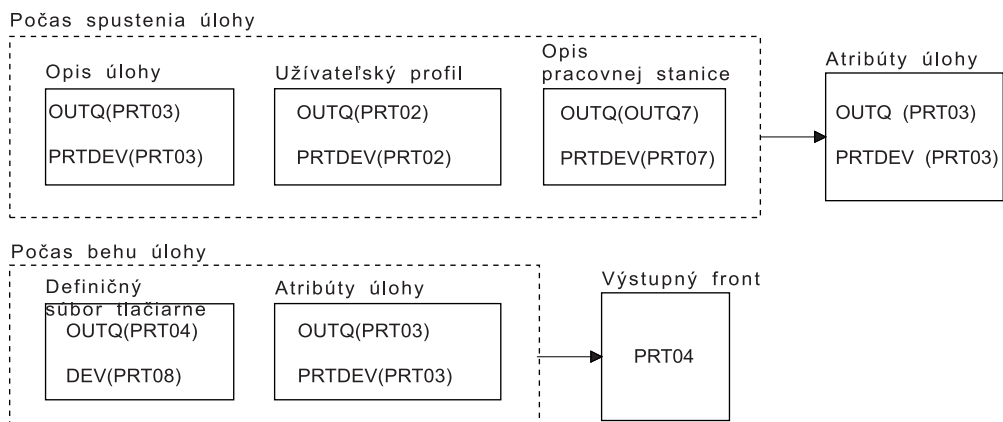 Počas spustenia úlohy
Opis úlohy
OUTQ(PRT03)
PRTDEV(PRT03)
Užívateľský profil
OUTQ(PRT02)
PRTDEV(PRT02)
Opis
pracovnej stanice
OUTQ(OUTQ7)
PRTDEV(PRT07)
Atribúty úlohy
OUTQ (PRT03)
PRTDEV (PRT03)
Počas behu úlohy
Definičný
súbor tlačiarne
OUTQ(PRT04)
DEV(PRT08)
Atribúty úlohy
OUTQ(PRT03)
PRTDEV(PRT03)
Výstupný front
PRT04